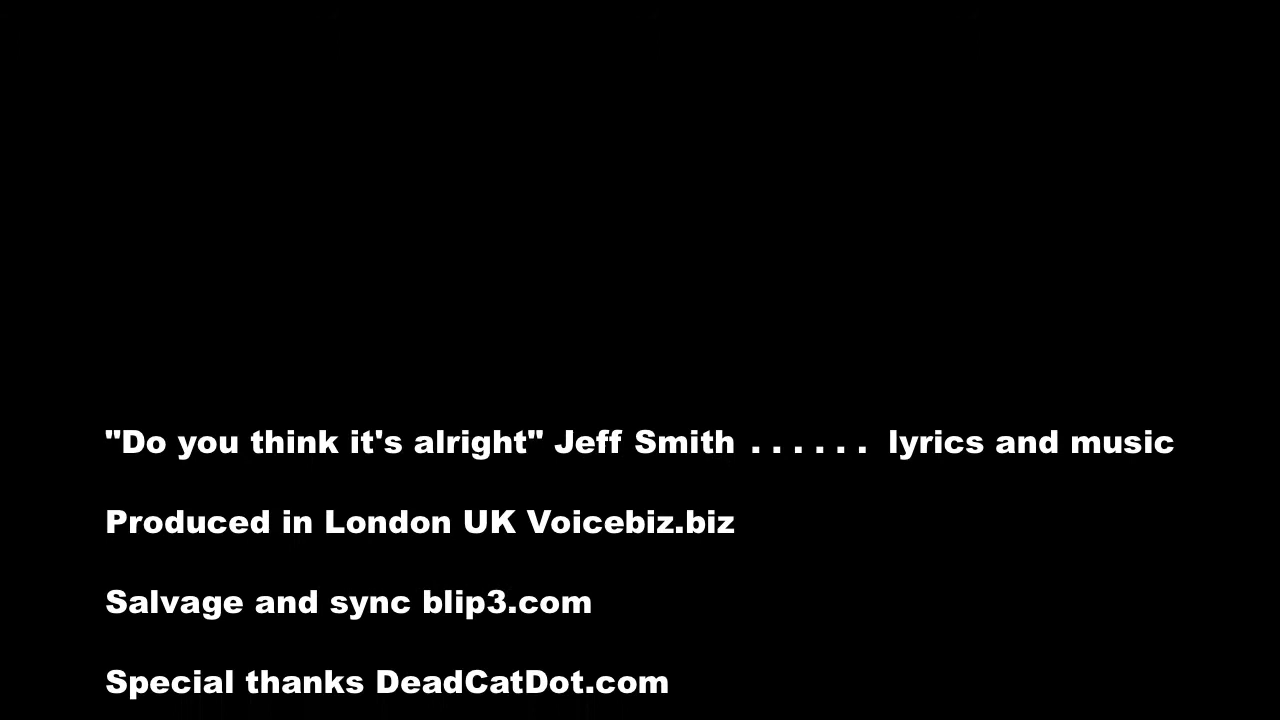 "Do you think it's alright" Jeff Smith . . . . . .  lyrics and music
Produced in London UK Voicebiz.biz
Salvage and sync blip3.com
Special thanks DeadCatDot.com